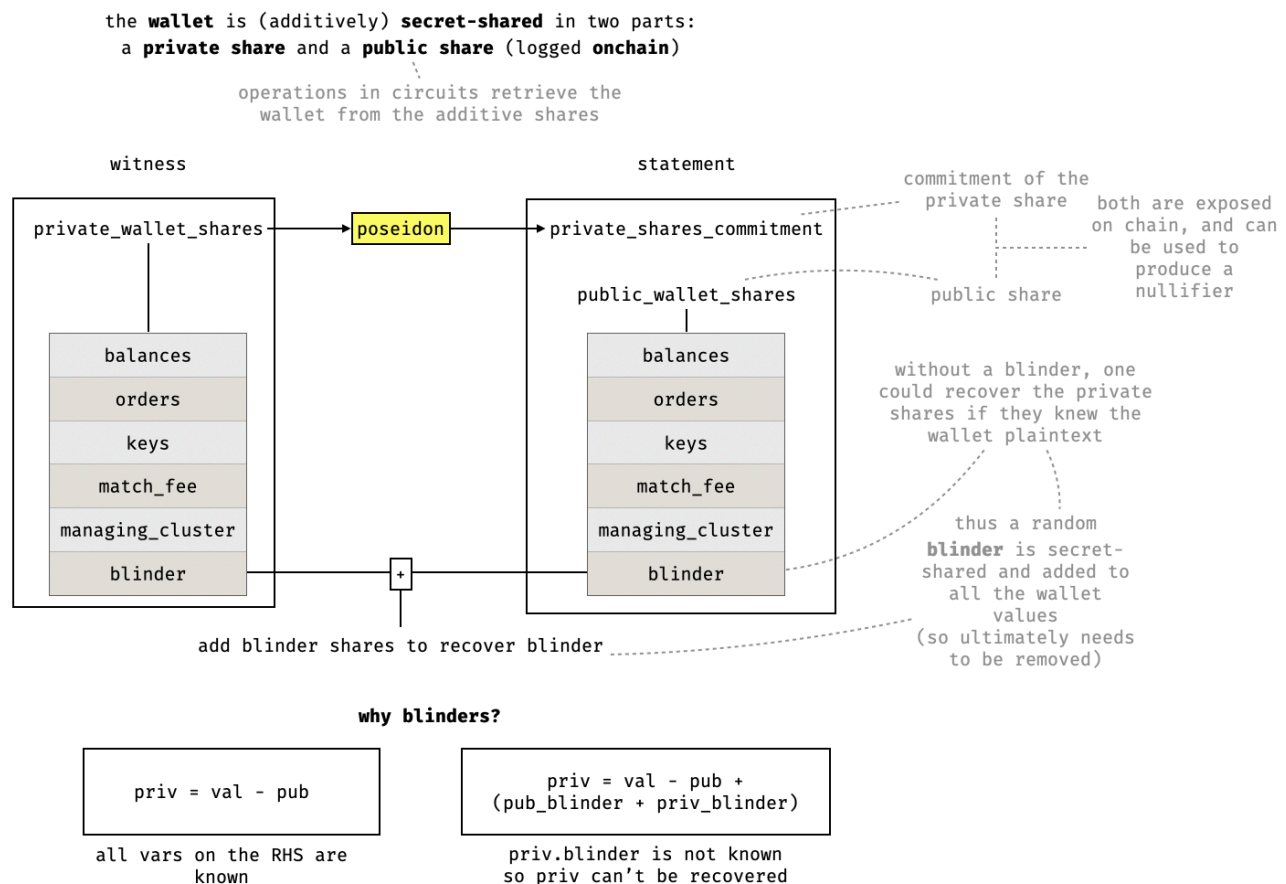 the wallet is (additively) secret-shared in two parts:
a private share and a public share (logged onchain)
operations in circuits retrieve the
wallet from the additive shares
witness
private_wallet_shares
balances
orders
keys
match_fee
managing_cluster
blinder
poseidon
+
add blinder shares to recover blinder
statement
private_shares_commitment
public_wallet_shares
balances
orders
keys
match_fee
managing_cluster
blinder
commitment of the
private share
public share
both are exposed
on chain, and can
be used to
produce a
nullifier
without a blinder, one
could recover the private
shares if they knew the
wallet plaintext
thus a random
blinder is secret-
shared and added to
all the wallet
values
(so ultimately needs
to be removed)
why blinders?
priv = val - pub
all vars on the RHS are
known
priv = val - pub +
(pub_blinder + priv_blinder)
priv.blinder is not known
so priv can't be recovered